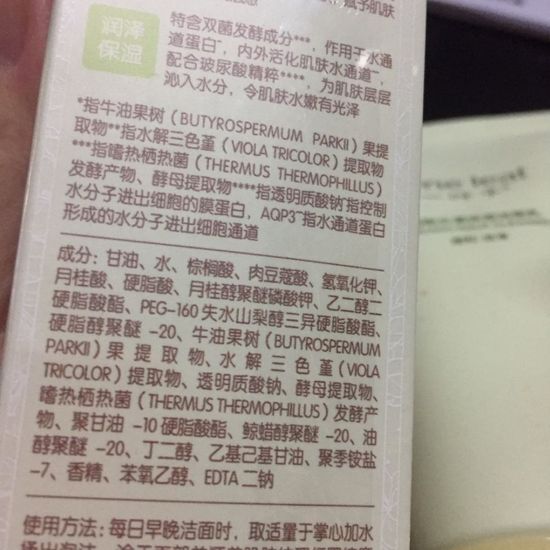 赋予肌肤
润泽
保湿
特含双菌发酵成分***,作用于水通
道蛋白~,内外活化肌肤水通道~,
配合玻尿酸精粹****,为肌肤层层
沁入水分,令肌肤水嫩有光泽
*指牛油果树(BUTYROSPERMUM PARKII)果提
取物**指水解三色堇(VIOLA TRICOLOR)提取物
***指嗜热栖热菌(THERMUS THERMOPHILLUS)
发酵产物、酵母提取物****指透明质酸钠~指控制
水分子进出细胞的膜蛋白,AQP3~指水通道蛋白
形成的水分子进出细胞通道
成分:甘油、水、棕榈酸、肉豆蔻酸、氢氧化钾、
月桂酸、硬脂酸、月桂醇聚醚磷酸钾、乙二醇二
硬脂酸酯、PEG-160失水山梨醇三异硬脂酸酯、
硬脂醇聚醚-20、牛油果树(BUTYROSPERMUM
PARKII)果提取物、水解三色堇(VIOLA
TRICOLOR)提取物、透明质酸钠、酵母提取物、
嗜热栖热菌(THERMUS THERMOPHILLUS)发酵产
物、聚甘油-10硬脂酸酯、鲸蜡醇聚醚-20、油
醇聚醚-20、丁二醇、乙基己基甘油、聚季铵盐
-7、香精、苯氧乙醇、EDTA二钠
使用方法:每日早晚洁面时,取适量于掌心加水